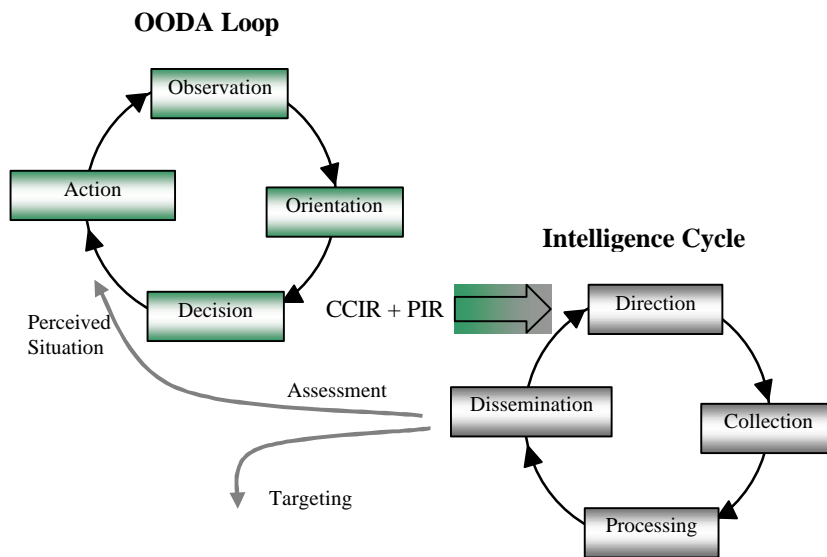 OODA Loop
Observation
Action
Orientation
Decision
Perceived
Situation
Intelligence Cycle
CCIR + PIR
Direction
Assessment
Dissemination
Collection
Targeting
Processing